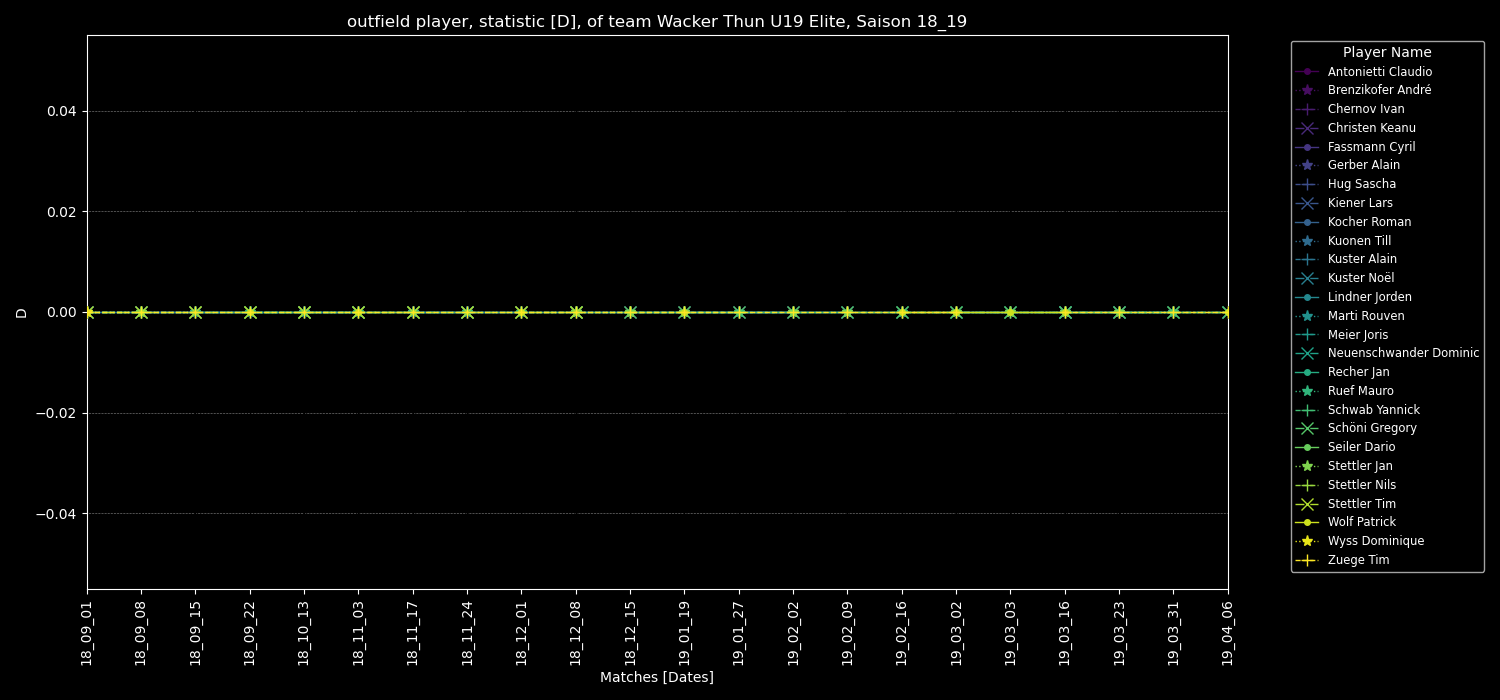 outfield player, statistic [D], of team Wacker Thun U19 Elite, Saison 18_19
D
0.04
0.02
0.00
−0.02
−0.04
18_09_01
18_09_08
18_09_15
18_09_22
18_10_13
18_11_03
18_11_17
18_11_24
18_12_01
18_12_08
18_12_15
19_01_19
19_01_27
19_02_02
19_02_09
19_02_16
19_03_02
19_03_03
19_03_16
19_03_23
19_03_31
19_04_06
Matches [Dates]
Player Name
Antonietti Claudio
Brenzikofer André
Chernov Ivan
Christen Keanu
Fassmann Cyril
Gerber Alain
Hug Sascha
Kiener Lars
Kocher Roman
Kuonen Till
Kuster Alain
Kuster Noël
Lindner Jorden
Marti Rouven
Meier Joris
Neuenschwander Dominic
Recher Jan
Ruef Mauro
Schwab Yannick
Schöni Gregory
Seiler Dario
Stettler Jan
Stettler Nils
Stettler Tim
Wolf Patrick
Wyss Dominique
Zuege Tim